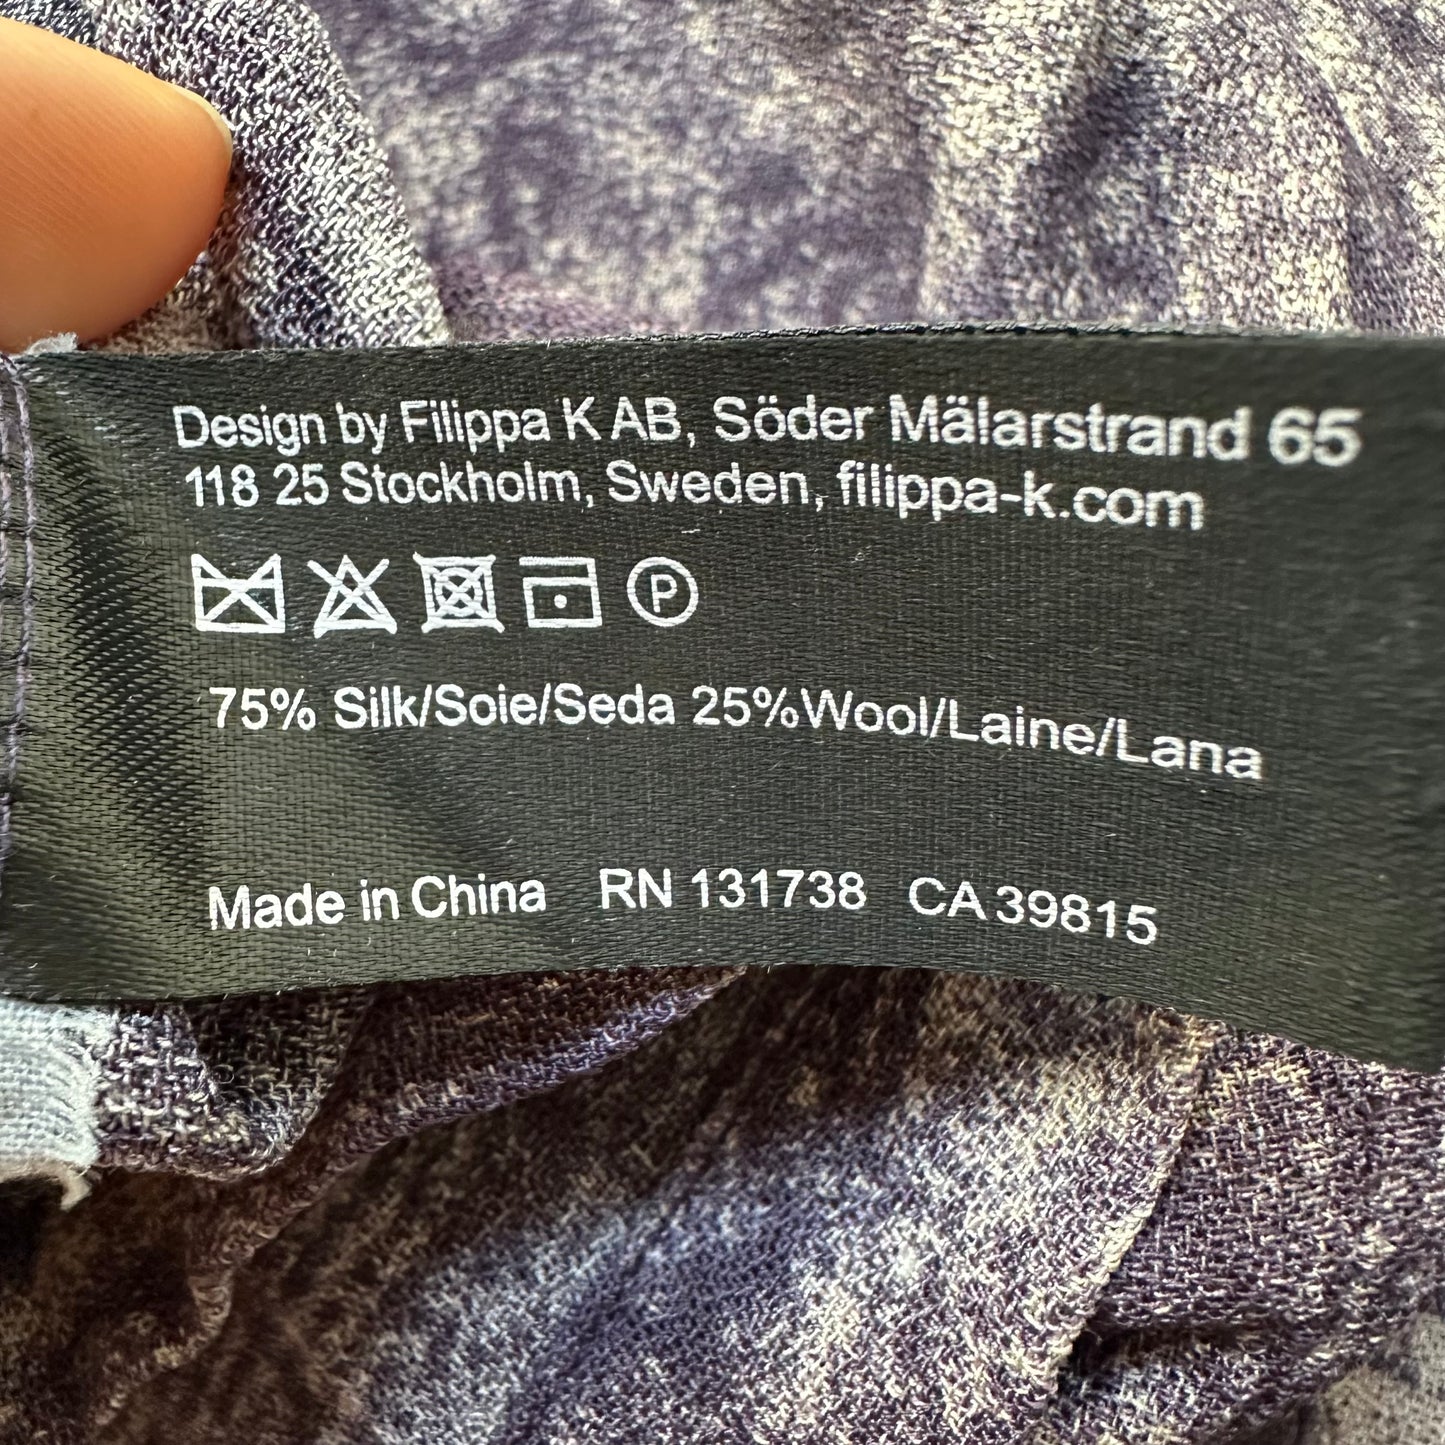 Design by Filippa K AB, Söder Mälarstrand 65
118 25 Stockholm, Sweden, filippa-k.com
P
75% Silk/Soie/Seda 25%Wool/Laine/Lana
Made in China RN 131738 CA 39815